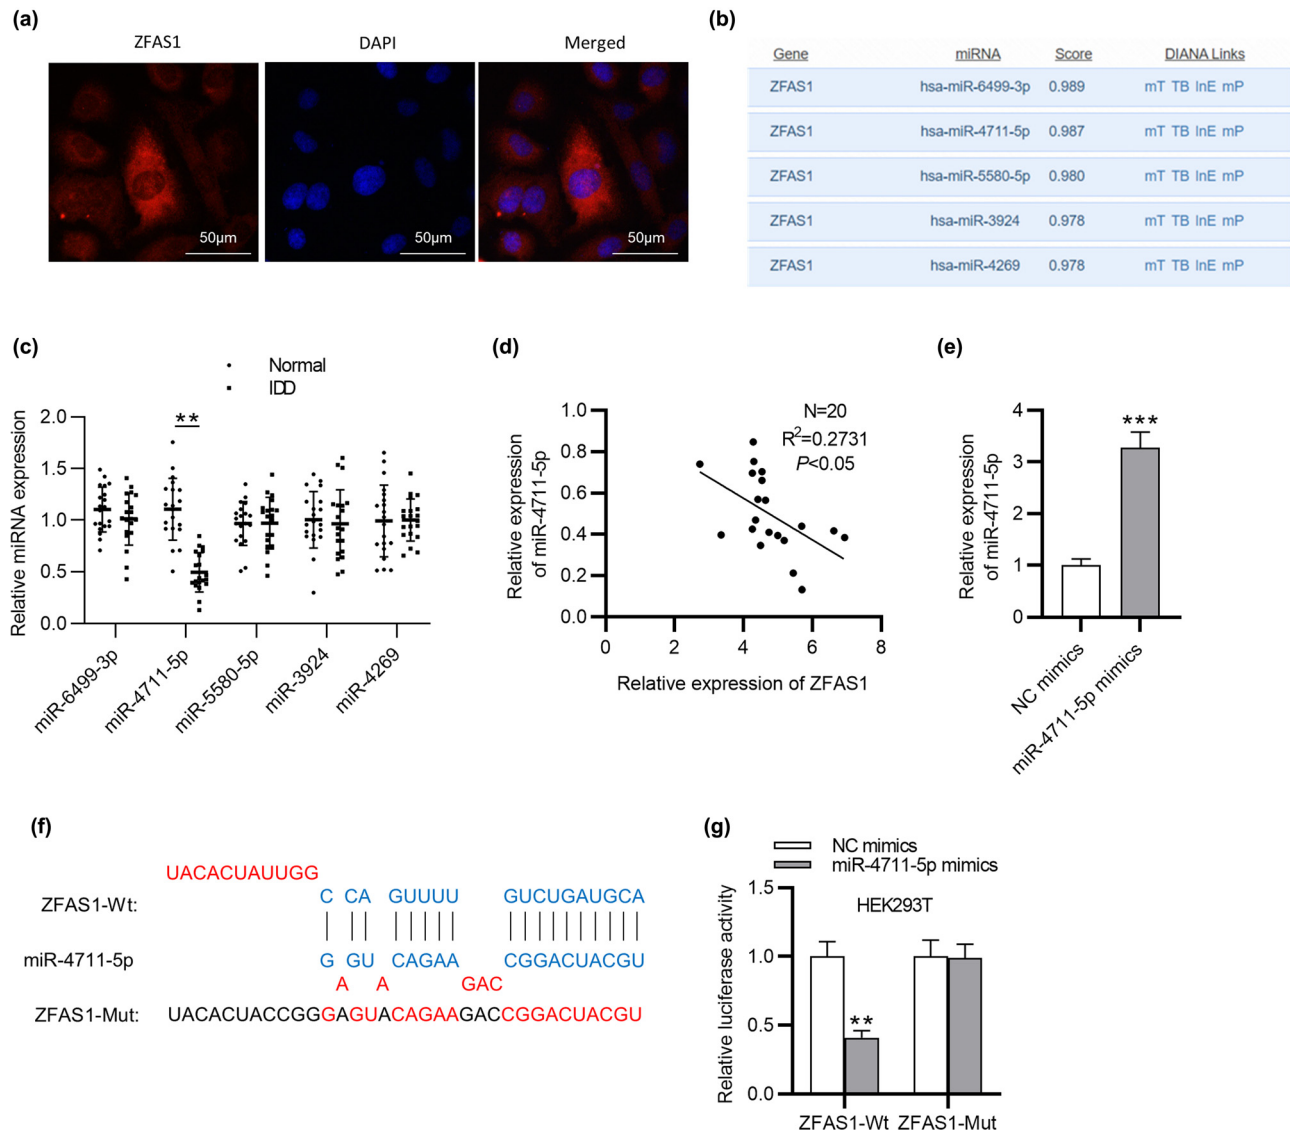 (a)
ZFAS1 DAPI Merged
50μm 50μm 50μm
(b)
Gene miRNA Score DIANA Links
ZFAS1 hsa-miR-6499-3p 0.989 mT TB InE mP
ZFAS1 hsa-miR-4711-5p 0.987 mT TB InE mP
ZFAS1 hsa-miR-5580-5p 0.980 mT TB InE mP
ZFAS1 hsa-miR-3924 0.978 mT TB InE mP
ZFAS1 hsa-miR-4269 0.978 mT TB InE mP
(c)
Normal
IDD
Relative miRNA expression
2.0
1.5
1.0
0.5
0.0
**
miR-6499-3p
miR-4711-5p
miR-5580-5p
miR-3924
miR-4269
(d)
Relative expression
of miR-4711-5p
1.0
0.8
0.6
0.4
0.2
0.0
N=20
R²=0.2731
P<0.05
0 2 4 6 8
Relative expression of ZFAS1
(e)
Relative expression
of miR-4711-5p
4
3
2
1
0
***
NC mimics
miR-4711-5p mimics
(f)
UACACUAUUGG
ZFAS1-Wt: C CA GUUUU GUCUGAUGCA
miR-4711-5p G GU CAGAA CGGACUACGU
A A GAC
ZFAS1-Mut: UACACUACCGGGAGUACAGAAGACCGGACUACGU
(g)
NC mimics
miR-4711-5p mimics
Relative luciferase activity
1.5
1.0
0.5
0.0
HEK293T
**
ZFAS1-Wt ZFAS1-Mut